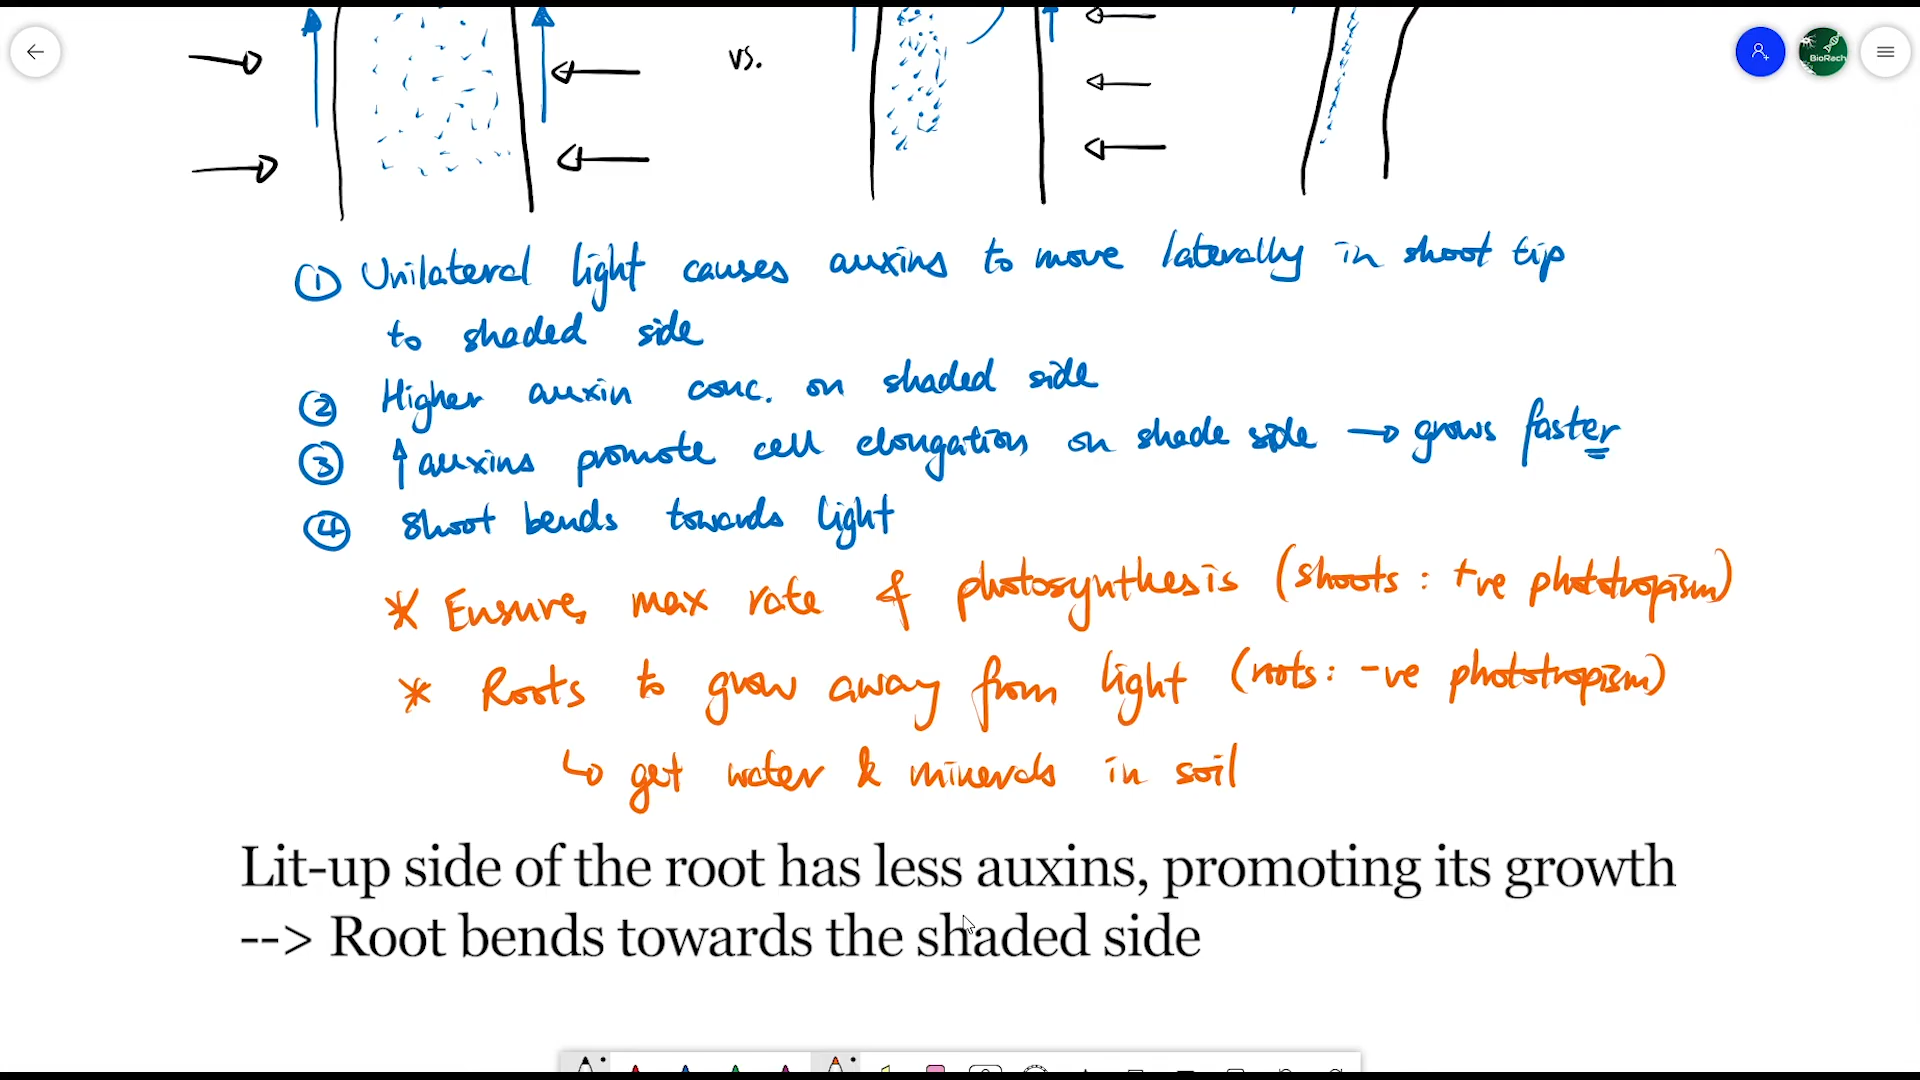 BioRach
vs.
① Unilateral light causes auxins to move laterally in shoot tip
to shaded side
② Higher auxin conc. on shaded side
③ ↑ auxins promote cell elongation on shade side → grows faster
④ shoot bends towards light
* Ensure max rate of photosynthesis (shoots : +ve phototropism)
* Roots to grow away from light (roots : -ve phototropism)
↳ get water & minerals in soil
Lit-up side of the root has less auxins, promoting its growth
--> Root bends towards the shaded side